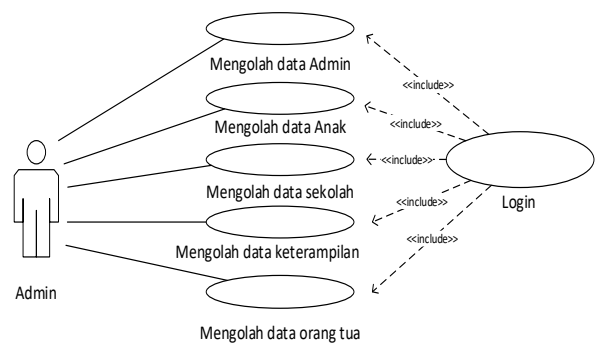 Mengolah data Admin
<<include>>
Mengolah data Anak
<<include>>
<<include>>
Mengolah data sekolah
<<include>>
Login
Mengolah data keterampilan
<<include>>
Admin
Mengolah data orang tua